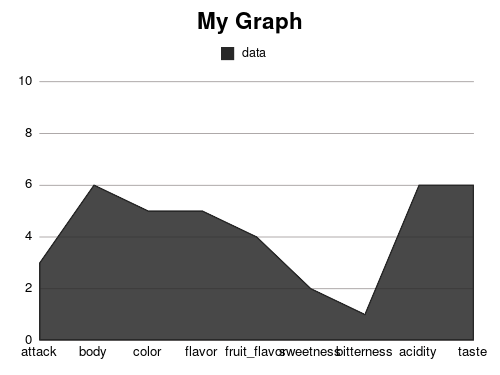 My Graph
data
10
8
6
4
2
0
attack body color flavor fruit_flavor sweetness bitterness acidity taste